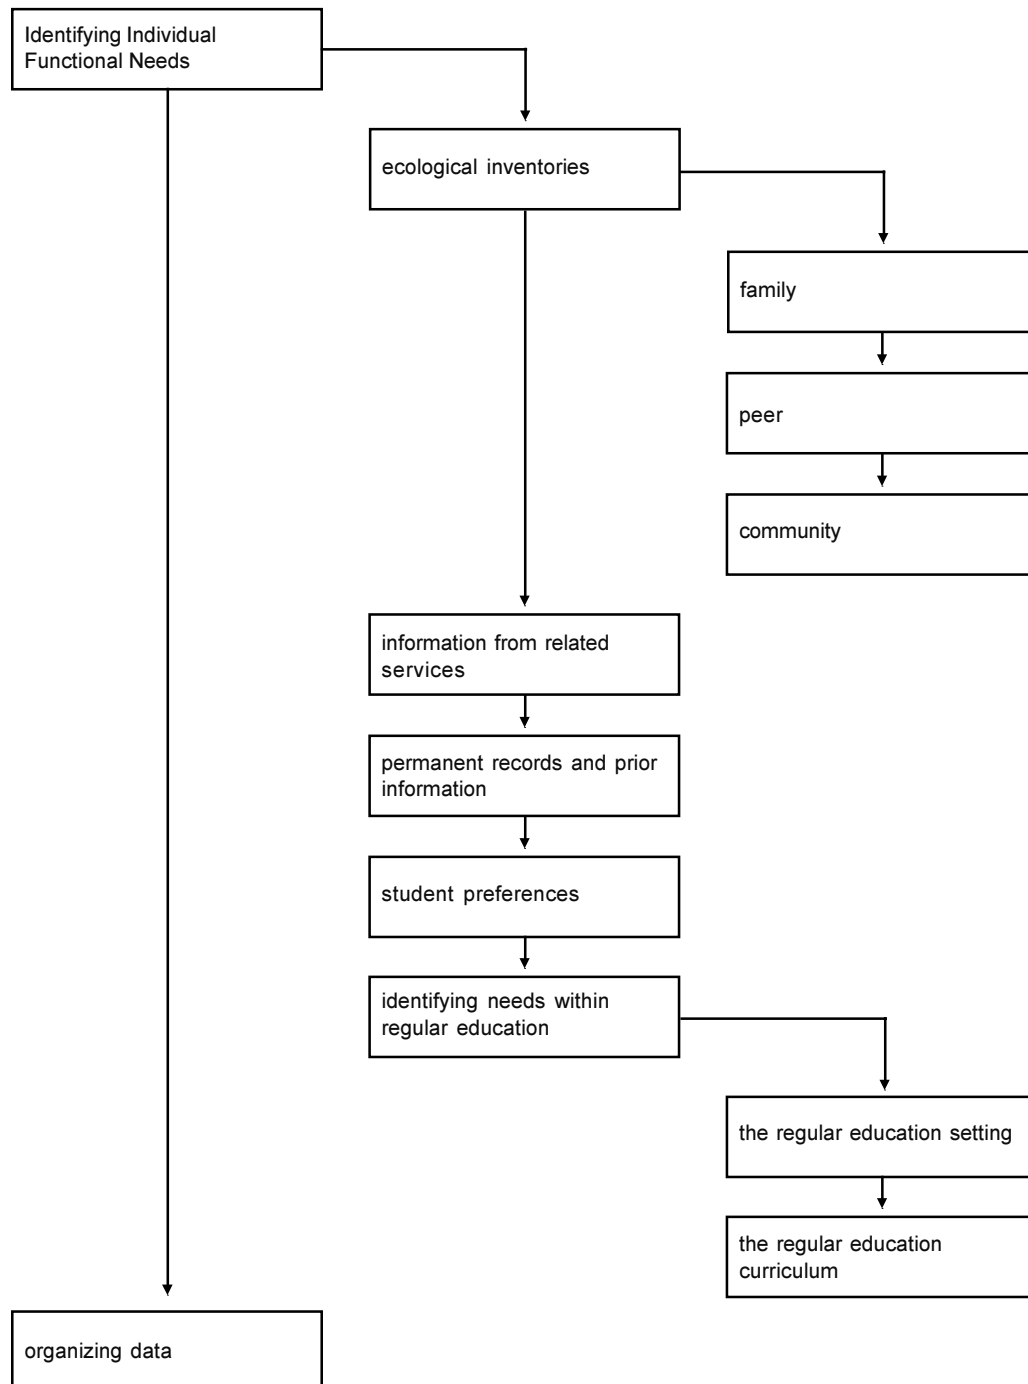 Identifying Individual
Functional Needs
ecological inventories
family
peer
community
information from related
services
permanent records and prior
information
student preferences
identifying needs within
regular education
the regular education setting
the regular education
curriculum
organizing data